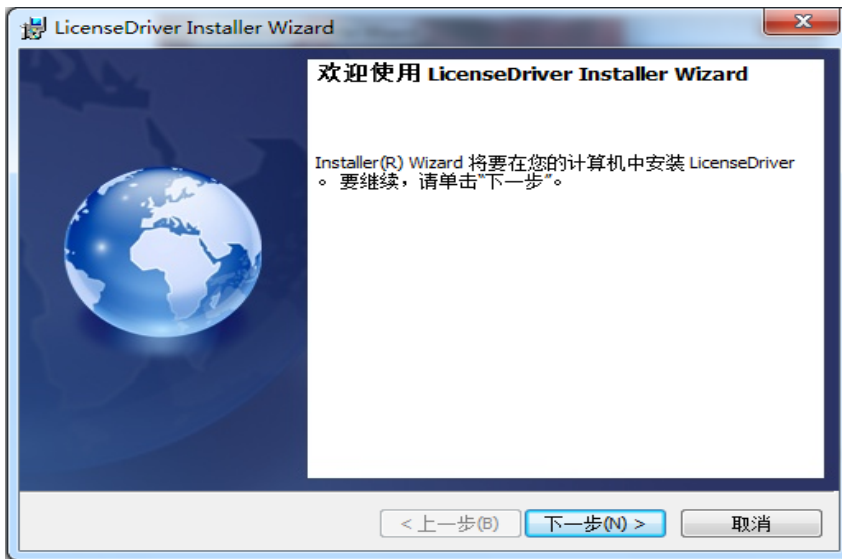 LicenseDriver Installer Wizard
欢迎使用 LicenseDriver Installer Wizard
Installer(R) Wizard 将要在您的计算机中安装 LicenseDriver
。 要继续，请单击“下一步”。
< 上一步(B) 下一步(N) > 取消